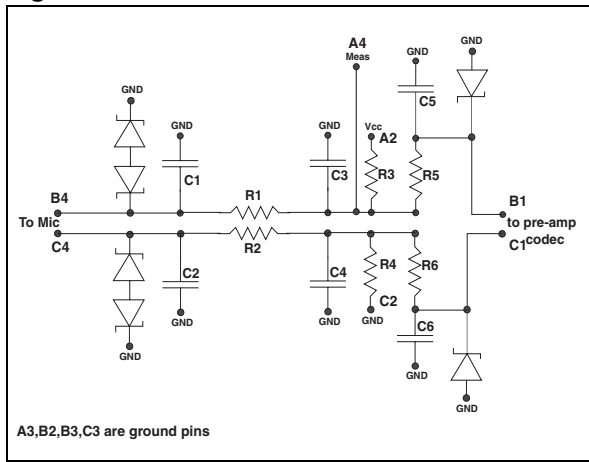 GND
A4
Meas
GND
GND
GND
GND
C5
Vcc
A2
C1
C3
R3
R5
B4
R1
B1
To Mic
to pre-amp
C4
R2
C1
codec
C2
C4
R4
R6
C2
GND
GND
GND
GND
C6
GND
GND
A3,B2,B3,C3 are ground pins